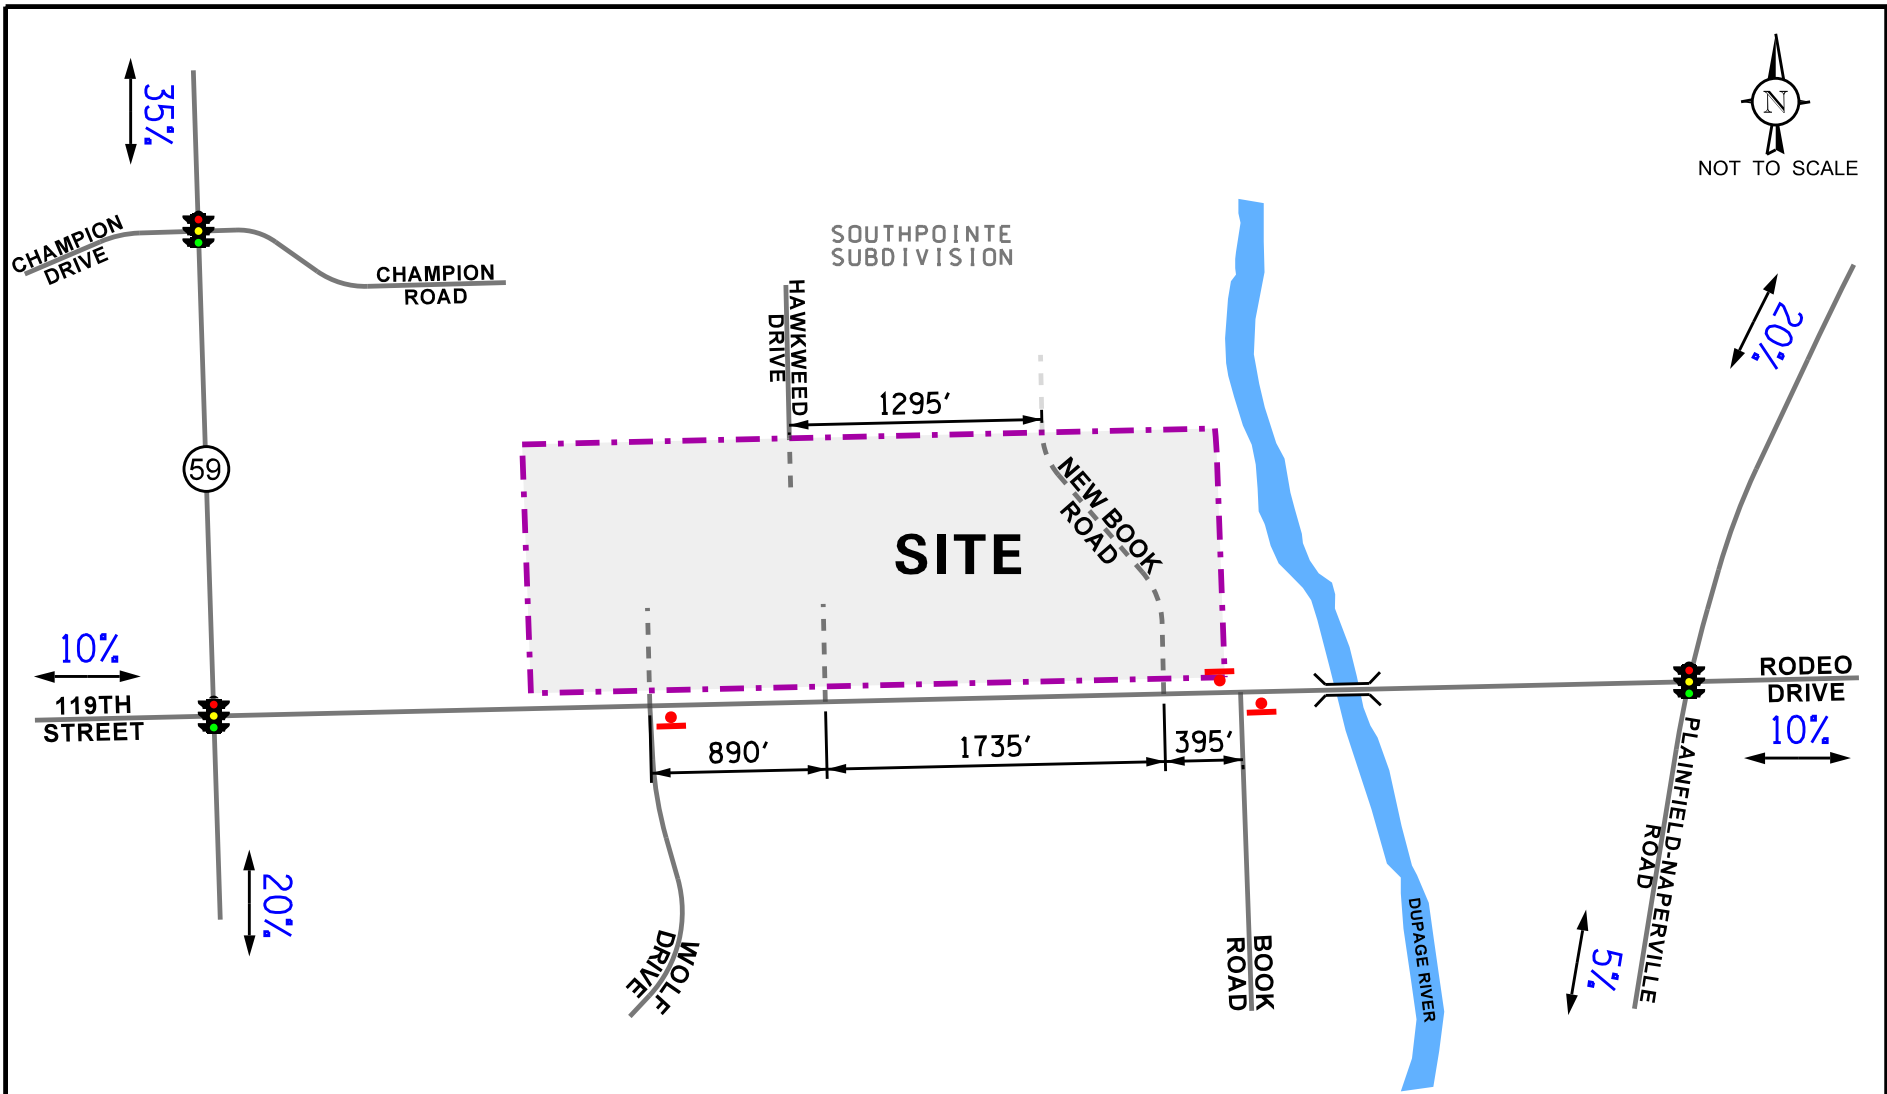 35%
N
NOT TO SCALE
CHAMPION
DRIVE
CHAMPION
ROAD
SOUTHPOINTE
SUBDIVISION
HAWKWEED
DRIVE
20%
1295'
59
NEW BOOK
ROAD
SITE
10%
119TH
STREET
RODEO
DRIVE
10%
890'
1735'
395'
PLAINFIELD-NAPERVILLE
ROAD
20%
WOLF
DRIVE
BOOK
ROAD
DUPAGE RIVER
5%